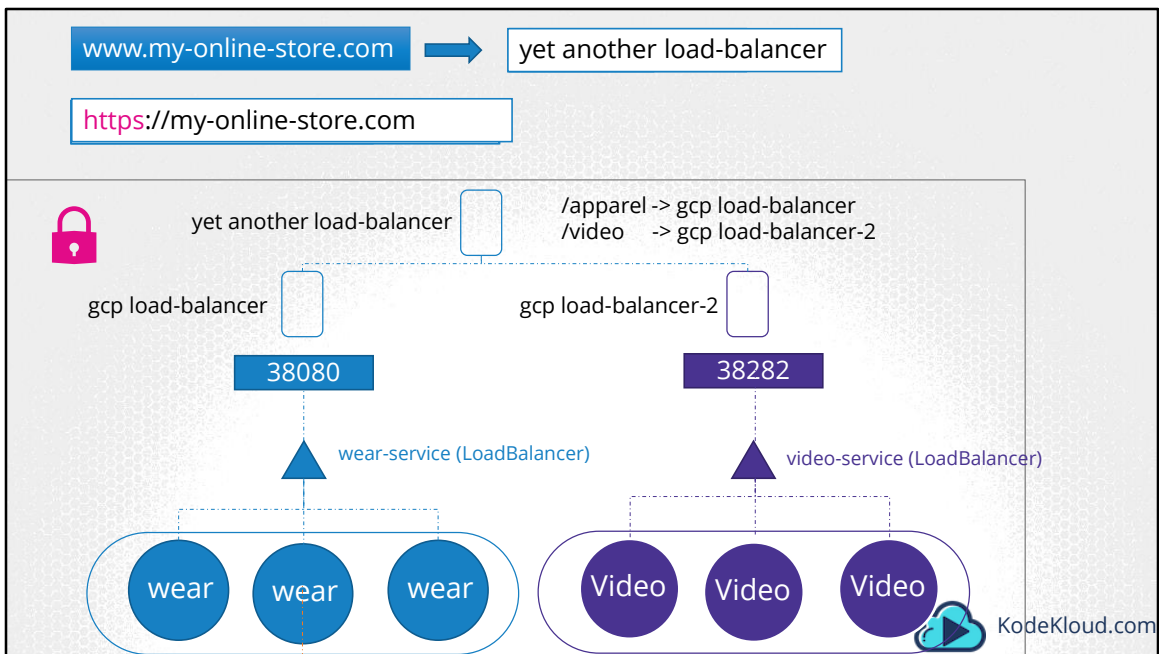 www.my-online-store.com
yet another load-balancer
https://my-online-store.com
yet another load-balancer
/apparel -> gcp load-balancer
/video -> gcp load-balancer-2
gcp load-balancer
gcp load-balancer-2
38080
38282
wear-service (LoadBalancer)
video-service (LoadBalancer)
wear
wear
wear
Video
Video
Video
KodeKloud.com